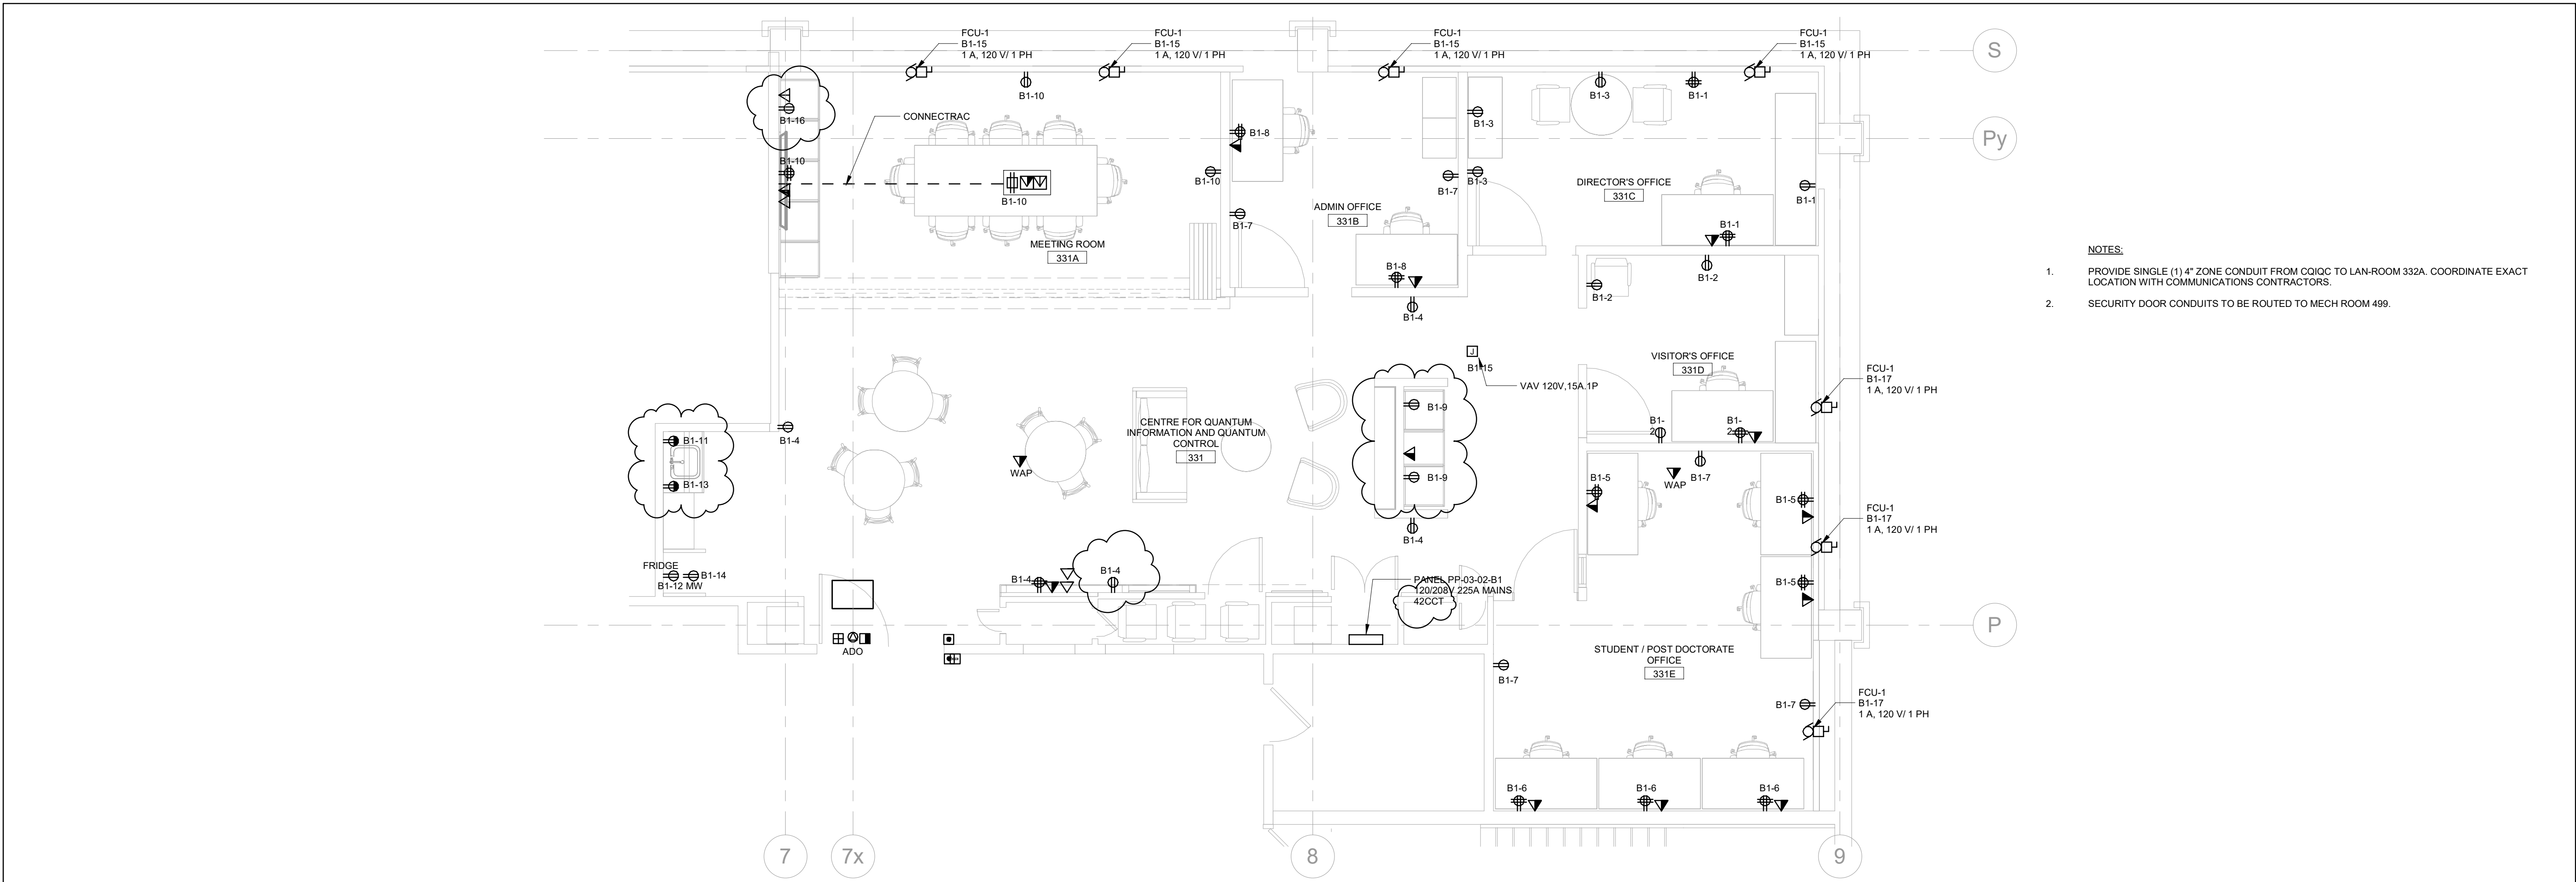 FCU-1
B1-15
1 A, 120 V/ 1 PH
FCU-1
B1-15
1 A, 120 V/ 1 PH
FCU-1
B1-15
1 A, 120 V/ 1 PH
FCU-1
B1-15
1 A, 120 V/ 1 PH
S
B1-10
B1-3
B1-1
B1-16
CONNECTRAC
B1-8
B1-3
Py
B1-10
B1-10
B1-10
B1-7
B1-3
DIRECTOR'S OFFICE
331C
B1-1
B1-7
ADMIN OFFICE
331B
B1-1
MEETING ROOM
331A
B1-8
B1-2
B1-2
B1-4
NOTES:
1. PROVIDE SINGLE (1) 4" ZONE CONDUIT FROM CQIQC TO LAN-ROOM 332A. COORDINATE EXACT
LOCATION WITH COMMUNICATIONS CONTRACTORS.
2. SECURITY DOOR CONDUITS TO BE ROUTED TO MECH ROOM 499.
J
B1-15
VAV 120V,15A.1P
VISITOR'S OFFICE
331D
FCU-1
B1-17
1 A, 120 V/ 1 PH
B1-9
CENTRE FOR QUANTUM
INFORMATION AND QUANTUM
CONTROL
331
B1-4
B1-
2
B1-
2
B1-11
B1-13
WAP
B1-9
B1-5
WAP
B1-7
B1-5
FCU-1
B1-17
1 A, 120 V/ 1 PH
B1-4
FRIDGE
B1-12 MW
B1-14
B1-4
B1-4
PANEL PP-03-02-B1
120/208V 225A MAINS
42CCT
B1-5
P
ADO
STUDENT / POST DOCTORATE
OFFICE
331E
B1-7
B1-7
FCU-1
B1-17
1 A, 120 V/ 1 PH
B1-6
B1-6
B1-6
7
7x
8
9